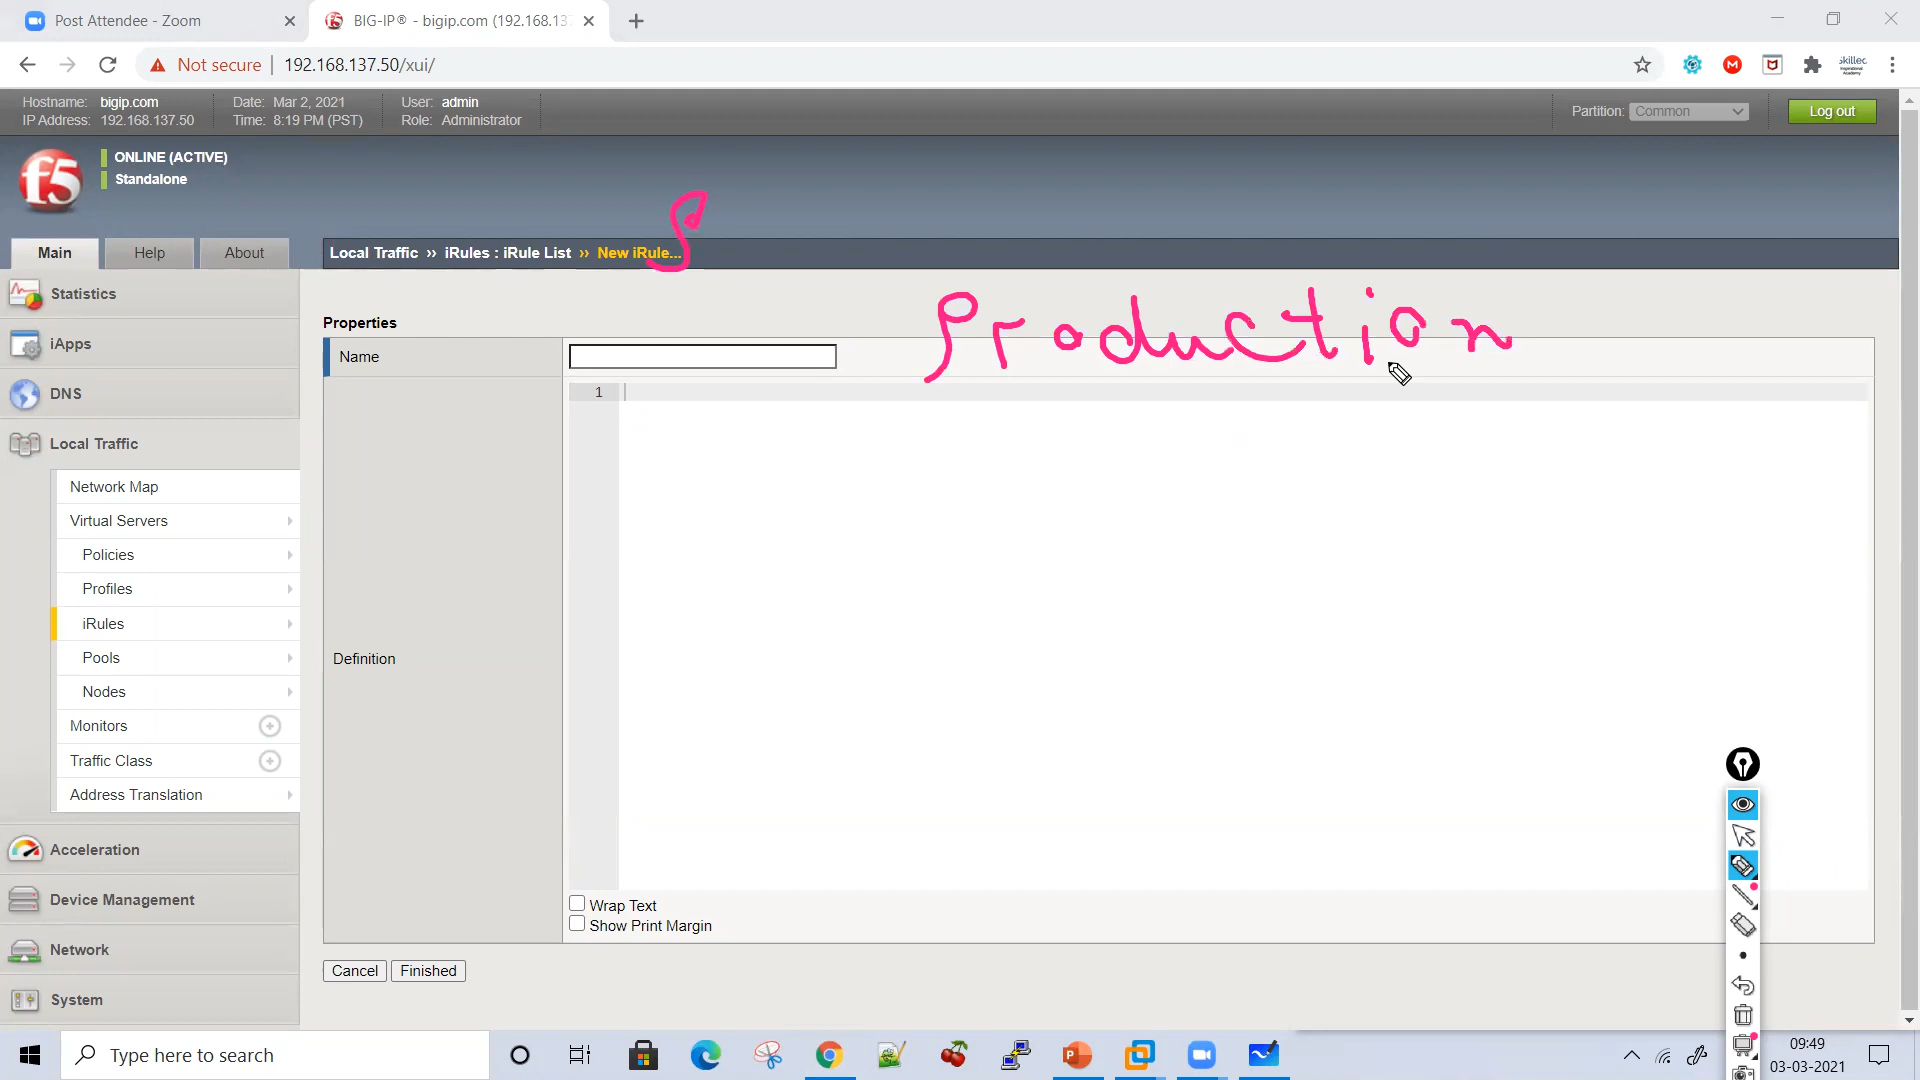 Post Attendee - Zoom
BIG-IP® - bigip.com (192.168.137
Not secure
192.168.137.50/xui/
Hostname: bigip.com
IP Address: 192.168.137.50
Date: Mar 2, 2021
Time: 8:19 PM (PST)
User: admin
Role: Administrator
Partition: Common
Log out
f5
ONLINE (ACTIVE)
Standalone
Main
Help
About
Local Traffic ›› iRules : iRule List ›› New iRule...
Statistics
iApps
DNS
Local Traffic
Network Map
Virtual Servers
Policies
Profiles
iRules
Pools
Nodes
Monitors
Traffic Class
Address Translation
Acceleration
Device Management
Network
System
Properties
Production
Name
1
Definition
Wrap Text
Show Print Margin
Cancel
Finished
Type here to search
09:49
03-03-2021